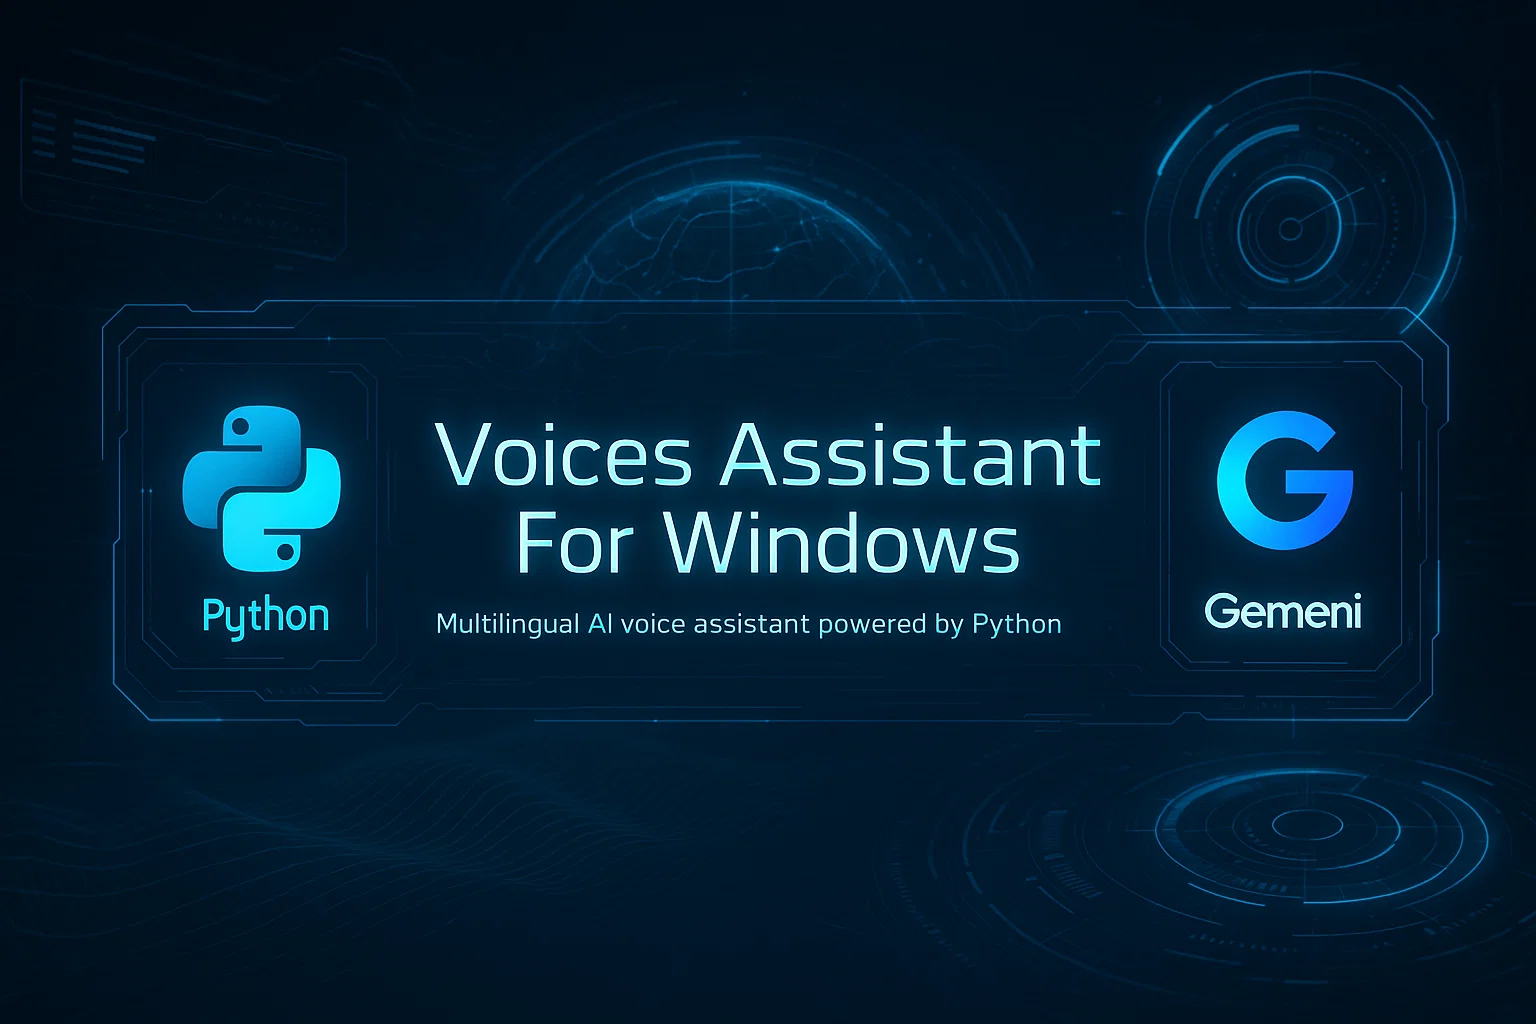 Voices Assistant
For Windows
Multilingual AI voice assistant powered by Python
Python
Gemeni